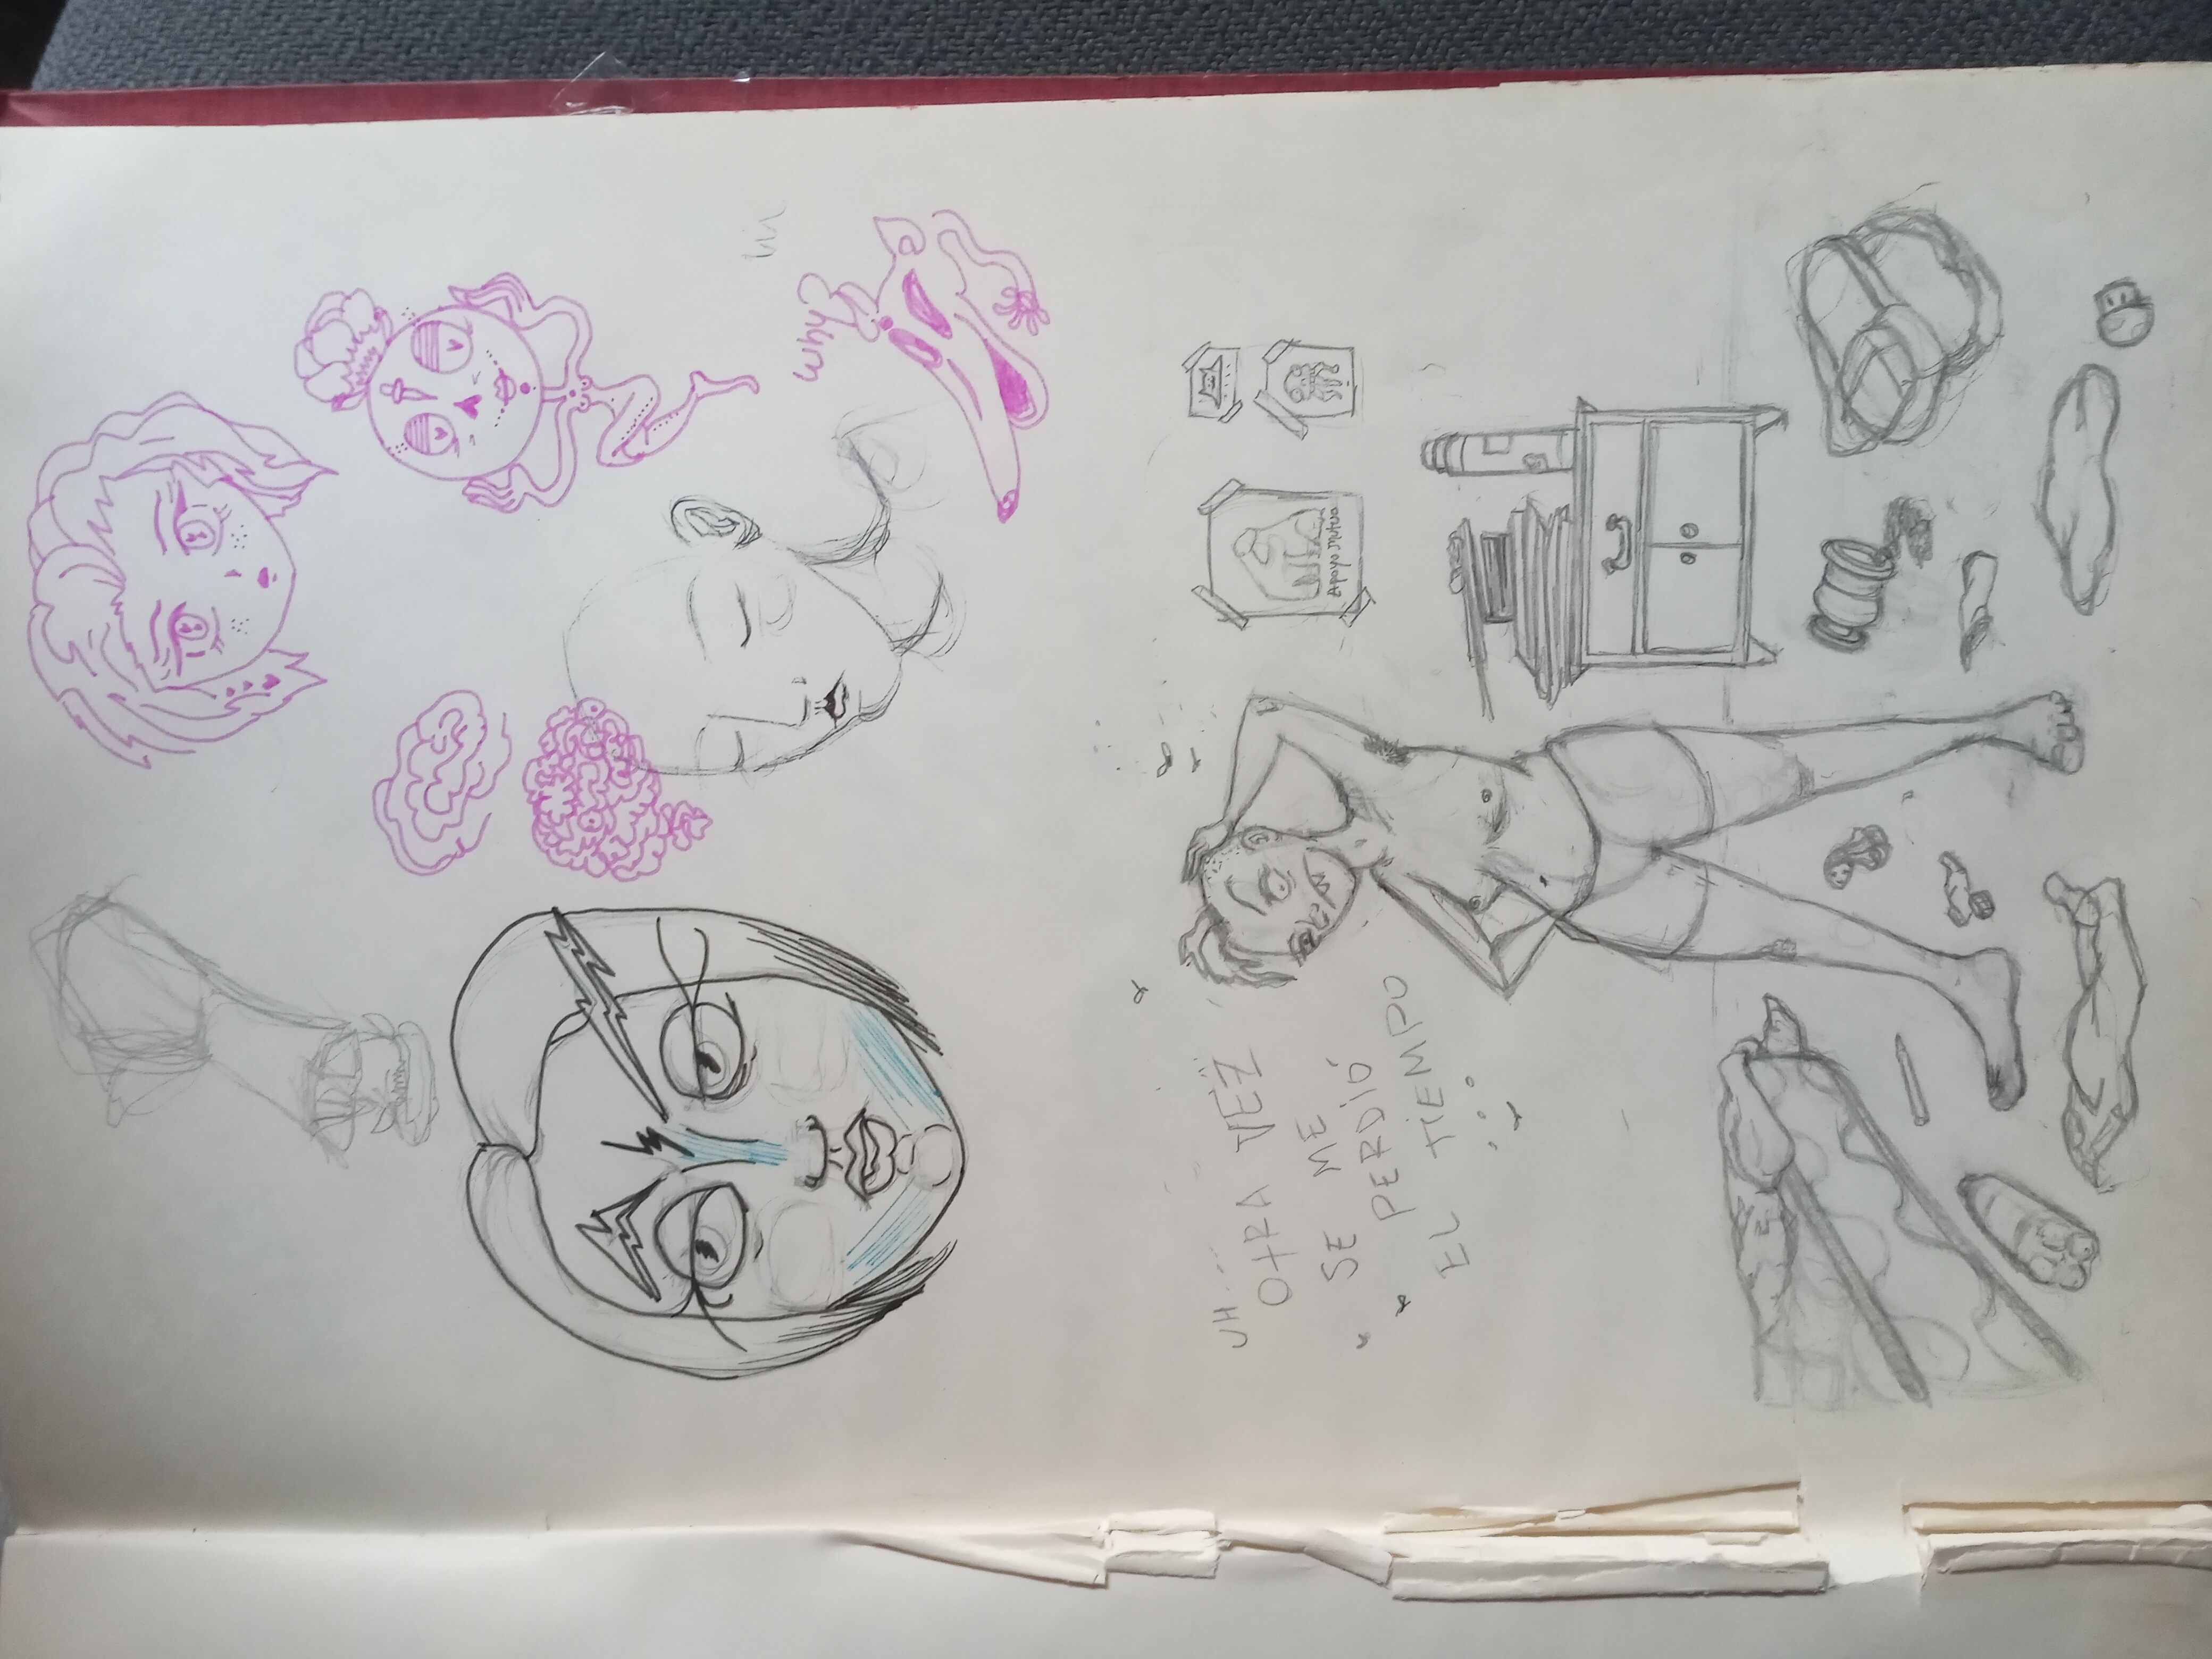 Why?
UH....
OTRA VEZ
SE ME
PERDIÓ
EL TIEMPO
Apoyo Mutuo